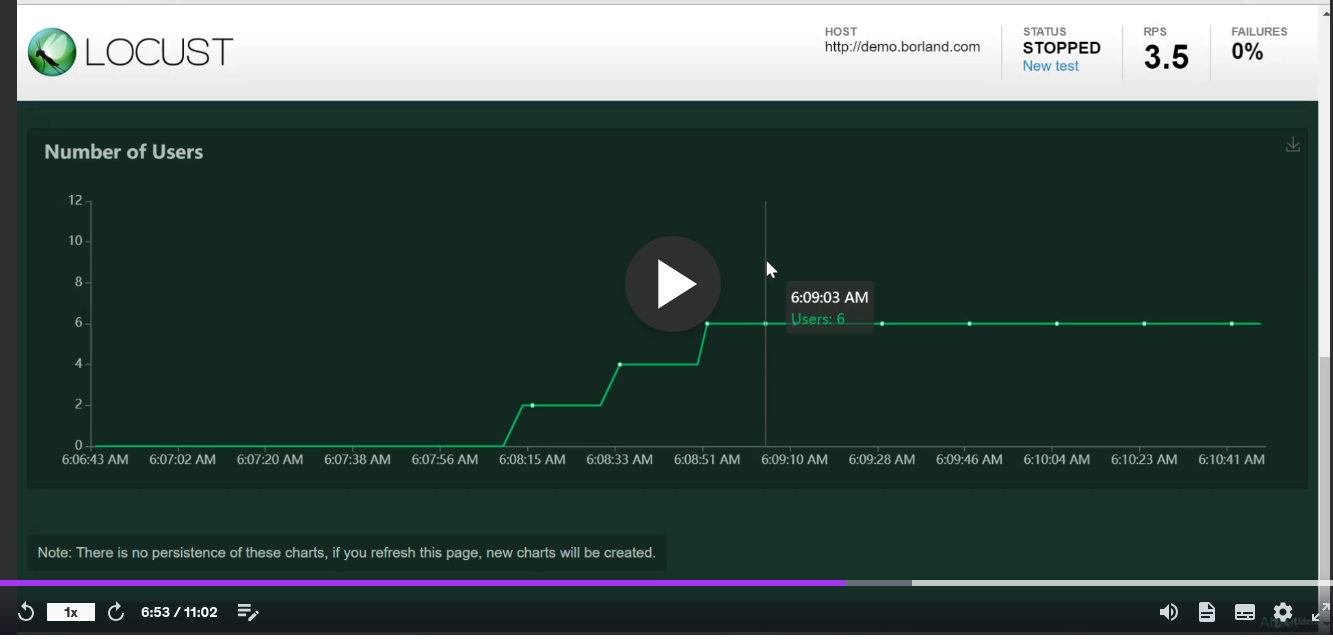 LOCUST
HOST
http://demo.borland.com
STATUS
STOPPED
New test
RPS
3.5
FAILURES
0%
Number of Users
12
10
8
6
4
2
0
6:09:03 AM
Users: 6
6:06:43 AM 6:07:02 AM 6:07:20 AM 6:07:38 AM 6:07:56 AM 6:08:15 AM 6:08:33 AM 6:08:51 AM 6:09:10 AM 6:09:28 AM 6:09:46 AM 6:10:04 AM 6:10:23 AM 6:10:41 AM
Note: There is no persistence of these charts, if you refresh this page, new charts will be created.
1x
6:53 / 11:02